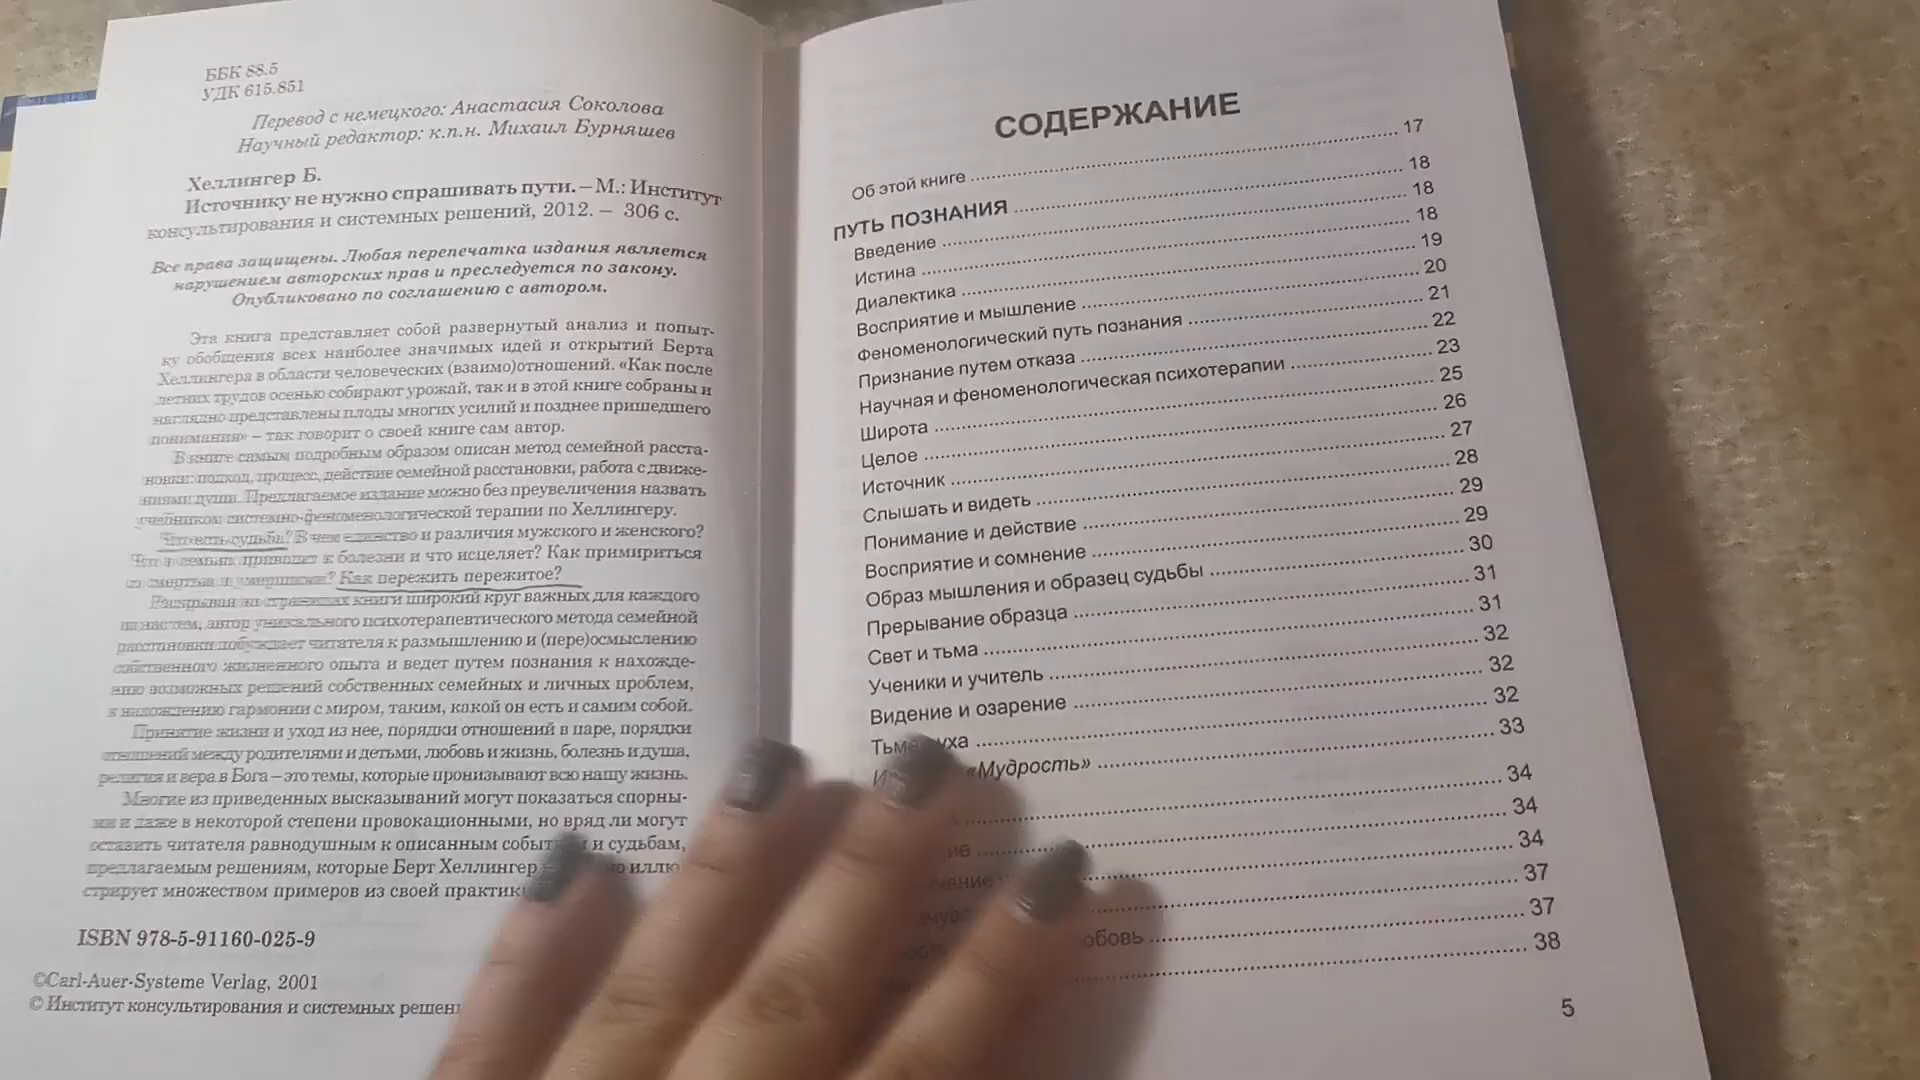 ББК 88.5
УДК 615.851
Перевод с немецкого: Анастасия Соколова
Научный редактор: к.п.н. Михаил Бурняшев
Хеллингер Б.
Источнику не нужно спрашивать пути. – М.: Институт
консультирования и системных решений, 2012. – 306 с.
Все права защищены. Любая перепечатка издания является
нарушением авторских прав и преследуется по закону.
Опубликовано по соглашению с автором.
Эта книга представляет собой развернутый анализ и попыт-
ку обобщения всех наиболее значимых идей и открытий Берта
Хеллингера в области человеческих (взаимо)отношений. «Как после
летних трудов осенью собирают урожай, так и в этой книге собраны и
наглядно представлены плоды многих усилий и позднее пришедшего
понимания» – так говорит о своей книге сам автор.
В книге самым подробным образом описан метод семейной расста-
новки: подход, процесс, действие семейной расстановки, работа с движе-
ниями души. Предлагаемое издание можно без преувеличения назвать
учебником системно-феноменологической терапии по Хеллингеру.
Что есть судьба? В чем единство и различия мужского и женского?
Что в семьях приводит к болезни и что исцеляет? Как примириться
со смертью и умершими? Как пережить пережитое?
Раскрывая на страницах книги широкий круг важных для каждого
из нас тем, автор уникального психотерапевтического метода семейной
расстановки побуждает читателя к размышлению и (пере)осмыслению
собственного жизненного опыта и ведет путем познания к нахожде-
нию возможных решений собственных семейных и личных проблем,
к нахождению гармонии с миром, таким, какой он есть и самим собой.
Принятие жизни и уход из нее, порядки отношений в паре, порядки
отношений между родителями и детьми, любовь и жизнь, болезнь и душа,
религия и вера в Бога – это темы, которые пронизывают всю нашу жизнь.
Многие из приведенных высказываний могут показаться спорны-
ми и даже в некоторой степени провокационными, но вряд ли могут
оставить читателя равнодушным к описанным и судьбам,
предлагаемым решениям, которые Берт Хеллингер иллю
стрирует множеством примеров из своей практики
ISBN 978-5-91160-025-9
©Carl-Auer-Systeme Verlag, 2001
© Институт консультирования и системных
СОДЕРЖАНИЕ
Об этой книге ........ 17
ПУТЬ ПОЗНАНИЯ ........ 18
Введение ........ 18
Истина ........ 18
Диалектика ........ 19
Восприятие и мышление ........ 20
Феноменологический путь познания ........ 21
Признание путем отказа ........ 22
Научная и феноменологическая психотерапии ........ 23
Широта ........ 25
Целое ........ 26
Источник ........ 27
Слышать и видеть ........ 28
Понимание и действие ........ 29
Восприятие и сомнение ........ 29
Образ мышления и образец судьбы ........ 30
Прерывание образца ........ 31
Свет и тьма ........ 31
Ученики и учитель ........ 32
Видение и озарение ........ 32
Тьма ........ 32
«Мудрость» ........ 33
........ 34
........ 34
........ 34
........ 37
........ 37
........ 38
5